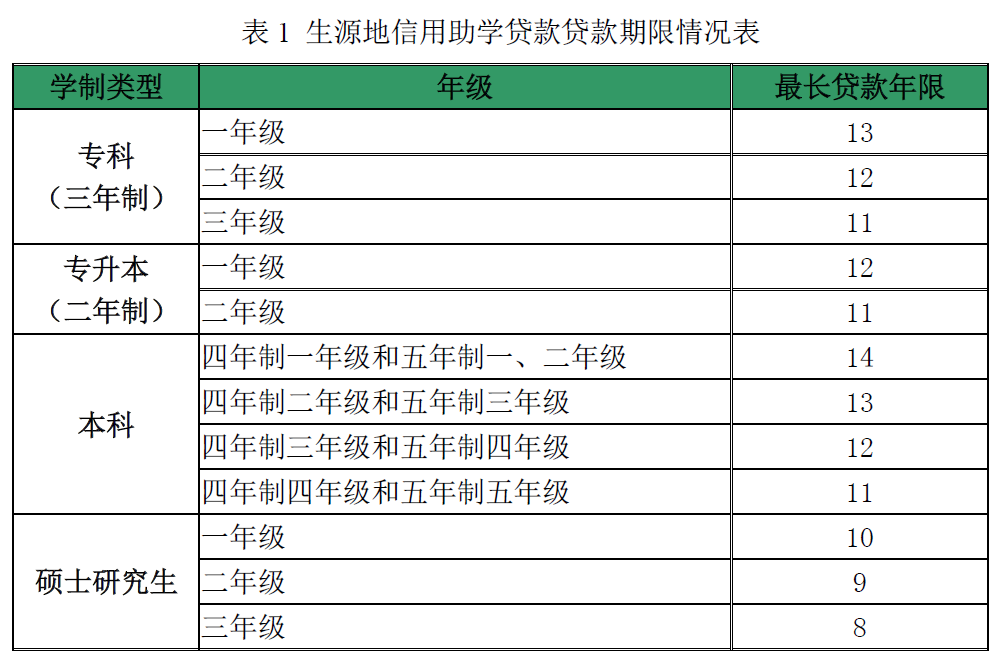 表 1 生源地信用助学贷款贷款期限情况表
学制类型 年级 最长贷款年限
专科
（三年制）
一年级 13
二年级 12
三年级 11
专升本
（二年制）
一年级 12
二年级 11
本科
四年制一年级和五年制一、二年级 14
四年制二年级和五年制三年级 13
四年制三年级和五年制四年级 12
四年制四年级和五年制五年级 11
硕士研究生
一年级 10
二年级 9
三年级 8